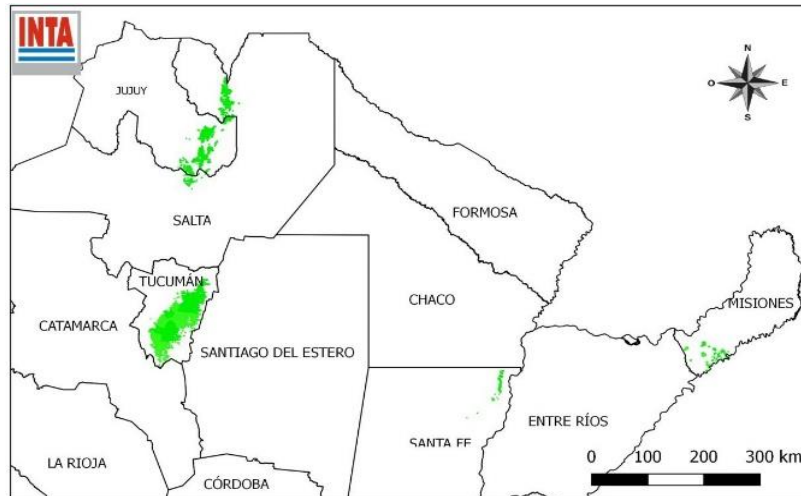 INTA
N
O E
S
JUJUY
SALTA
FORMOSA
TUCUMÁN
CHACO
MISIONES
CATAMARCA
SANTIAGO DEL ESTERO
ENTRE RÍOS
SANTA FE
LA RIOJA
CÓRDOBA
0 100 200 300 km